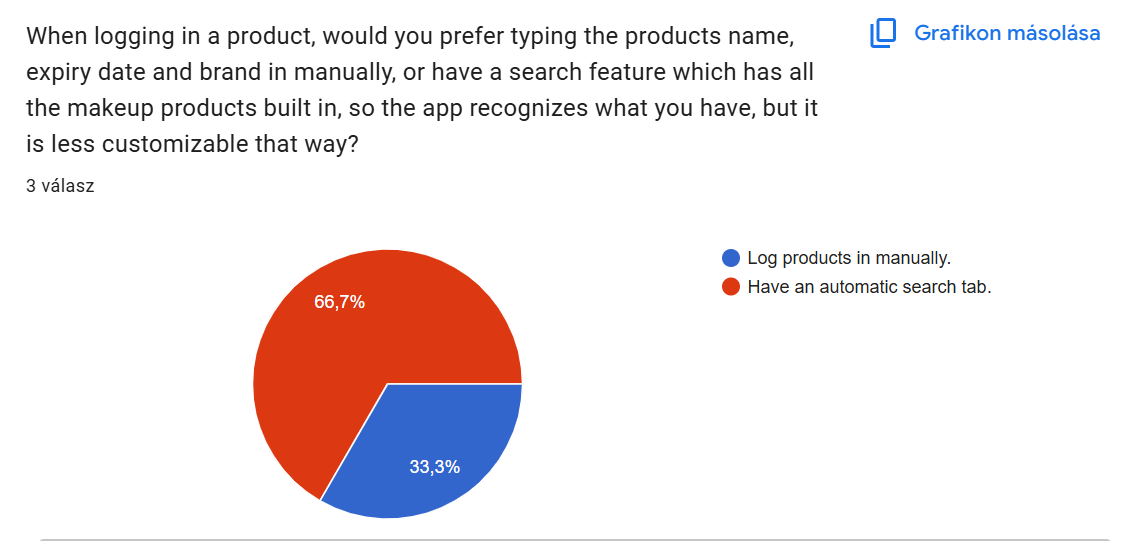 When logging in a product, would you prefer typing the products name,
expiry date and brand in manually, or have a search feature which has all
the makeup products built in, so the app recognizes what you have, but it
is less customizable that way?
Grafikon másolása
3 válasz
Log products in manually.
Have an automatic search tab.
66,7%
33,3%